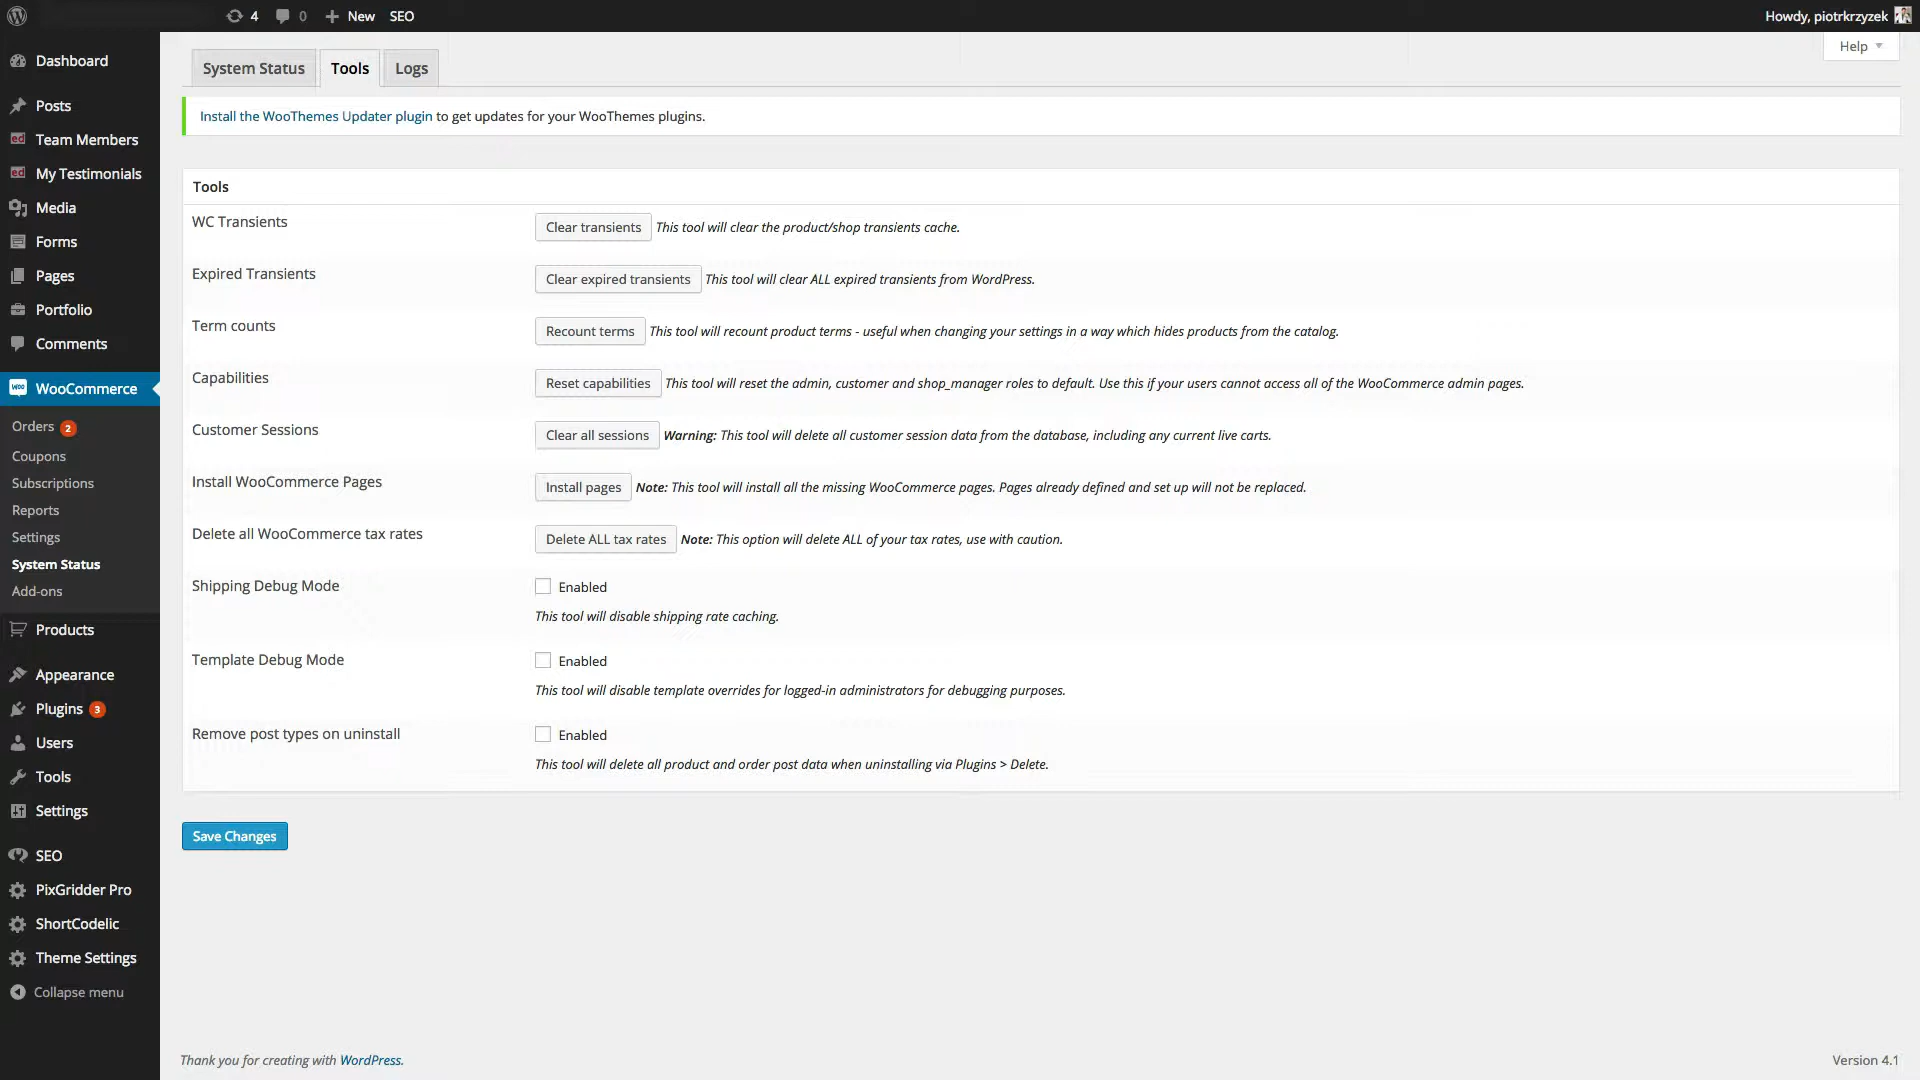 4 0 New SEO Howdy, piotrkrzyzek
Help
Dashboard
Posts
Team Members
My Testimonials
Media
Forms
Pages
Portfolio
Comments
WooCommerce
Orders 2
Coupons
Subscriptions
Reports
Settings
System Status
Add-ons
Products
Appearance
Plugins 3
Users
Tools
Settings
SEO
PixGridder Pro
ShortCodelic
Theme Settings
Collapse menu
System Status Tools Logs
Install the WooThemes Updater plugin to get updates for your WooThemes plugins.
Tools
WC Transients Clear transients This tool will clear the product/shop transients cache.
Expired Transients Clear expired transients This tool will clear ALL expired transients from WordPress.
Term counts Recount terms This tool will recount product terms - useful when changing your settings in a way which hides products from the catalog.
Capabilities Reset capabilities This tool will reset the admin, customer and shop_manager roles to default. Use this if your users cannot access all of the WooCommerce admin pages.
Customer Sessions Clear all sessions Warning: This tool will delete all customer session data from the database, including any current live carts.
Install WooCommerce Pages Install pages Note: This tool will install all the missing WooCommerce pages. Pages already defined and set up will not be replaced.
Delete all WooCommerce tax rates Delete ALL tax rates Note: This option will delete ALL of your tax rates, use with caution.
Shipping Debug Mode Enabled
This tool will disable shipping rate caching.
Template Debug Mode Enabled
This tool will disable template overrides for logged-in administrators for debugging purposes.
Remove post types on uninstall Enabled
This tool will delete all product and order post data when uninstalling via Plugins > Delete.
Save Changes
Thank you for creating with WordPress. Version 4.1